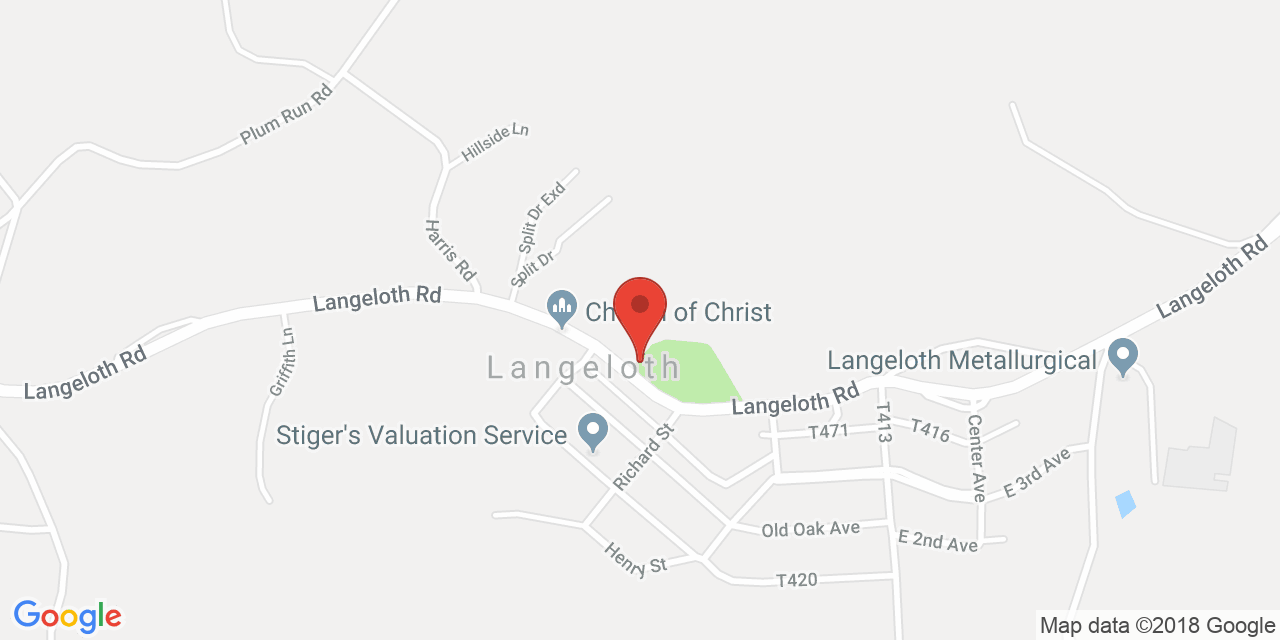 Plum Run Rd
Hillside Ln
Split Dr Exd
Harris Rd
Split Dr
Langeloth Rd
Langeloth Rd
Church of Christ
Langeloth Rd
Griffith Ln
Langeloth
Langeloth Metallurgical
Langeloth Rd
Stiger's Valuation Service
Richard St
T471
T413
T416
Center Ave
E 3rd Ave
Old Oak Ave
E 2nd Ave
Henry St
T420
Google
Map data ©2018 Google